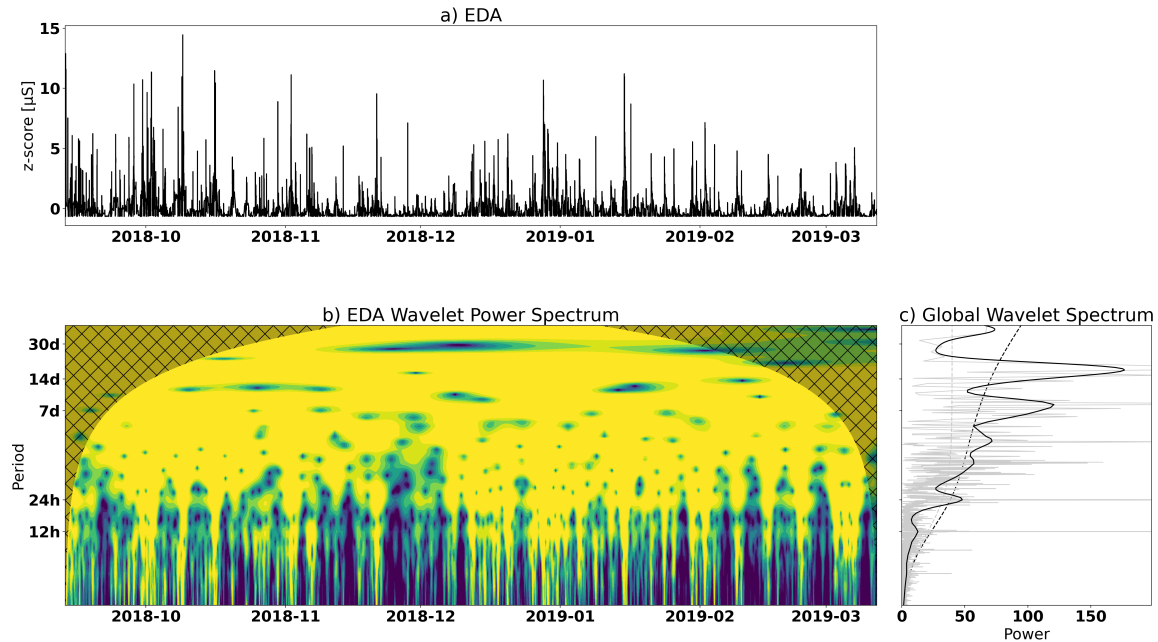 a) EDA
z-score [µS]
15
10
5
0
2018-10 2018-11 2018-12 2019-01 2019-02 2019-03
b) EDA Wavelet Power Spectrum
Period
30d
14d
7d
24h
12h
2018-10 2018-11 2018-12 2019-01 2019-02 2019-03
c) Global Wavelet Spectrum
0 50 100 150
Power